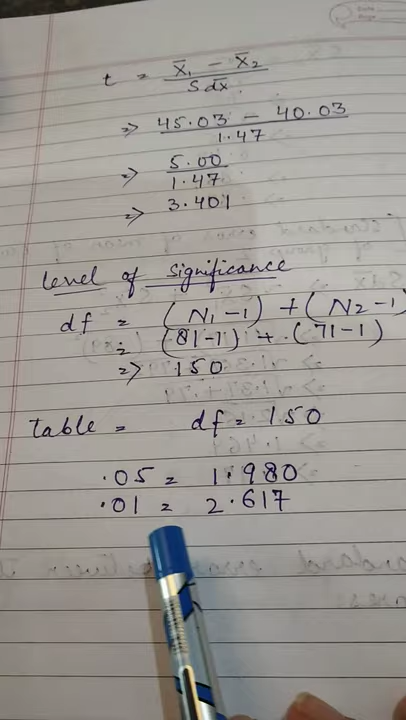 t = X̄₁ - X̄₂
Sdx̄.
=> 45.03 - 40.03
1.47
=> 5.00
1.47
=> 3.401
Level of Significance
df = (N1-1) + (N2-1)
= (81-1) + (71-1)
=> 150
Table = df = 150
.05 = 1.980
.01 = 2.617